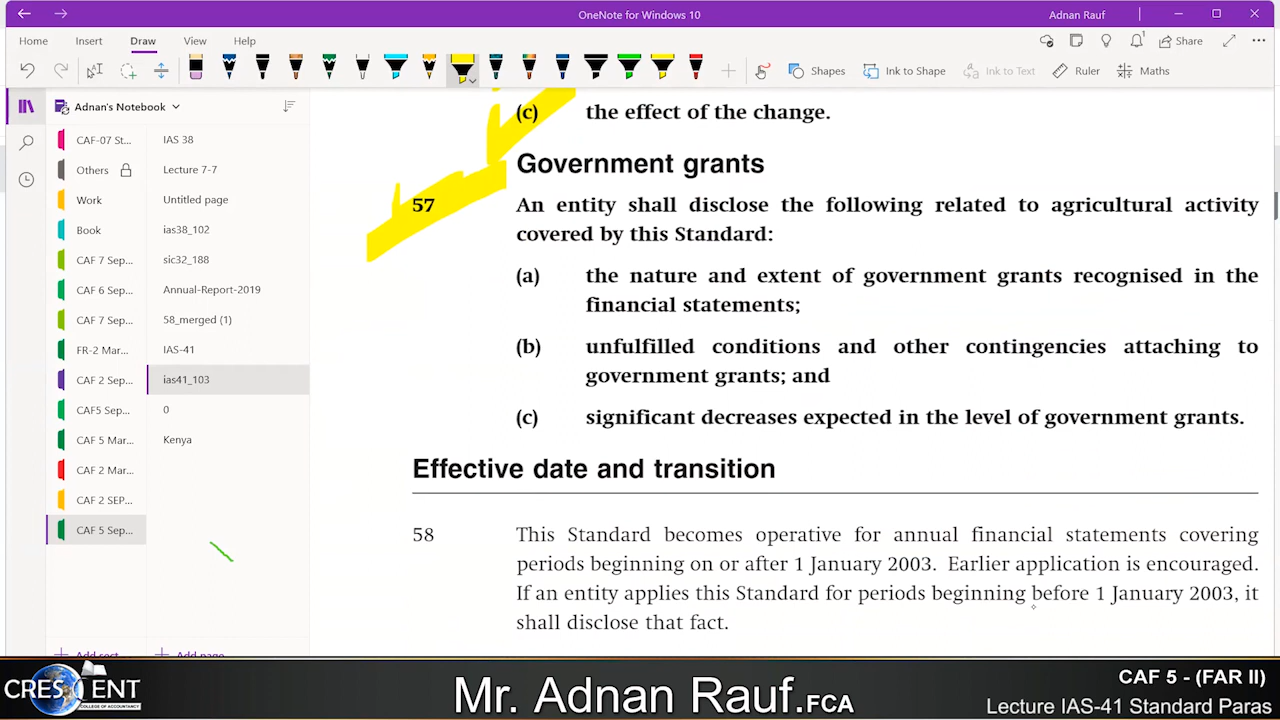 OneNote for Windows 10
Adnan Rauf
Home
Insert
Draw
View
Help
Share
Shapes
Ink to Shape
Ink to Text
Ruler
Maths
Adnan's Notebook
CAF-07 St...
Others
Work
Book
CAF 7 Sep...
CAF 6 Sep...
CAF 7 Sep...
FR-2 Mar...
CAF 2 Sep...
CAF5 Sep...
CAF 5 Mar...
CAF 2 Mar...
CAF 2 SEP...
CAF 5 Sep...
Add sect
IAS 38
Lecture 7-7
Untitled page
ias38_102
sic32_188
Annual-Report-2019
58_merged (1)
IAS-41
ias41_103
0
Kenya
Add page
(c) the effect of the change.
Government grants
57 An entity shall disclose the following related to agricultural activity
covered by this Standard:
(a) the nature and extent of government grants recognised in the
financial statements;
(b) unfulfilled conditions and other contingencies attaching to
government grants; and
(c) significant decreases expected in the level of government grants.
Effective date and transition
58 This Standard becomes operative for annual financial statements covering
periods beginning on or after 1 January 2003. Earlier application is encouraged.
If an entity applies this Standard for periods beginning before 1 January 2003, it
shall disclose that fact.
CRESCENT
COLLEGE OF ACCOUNTANCY
Mr. Adnan Rauf.FCA
CAF 5 - (FAR II)
Lecture IAS-41 Standard Paras